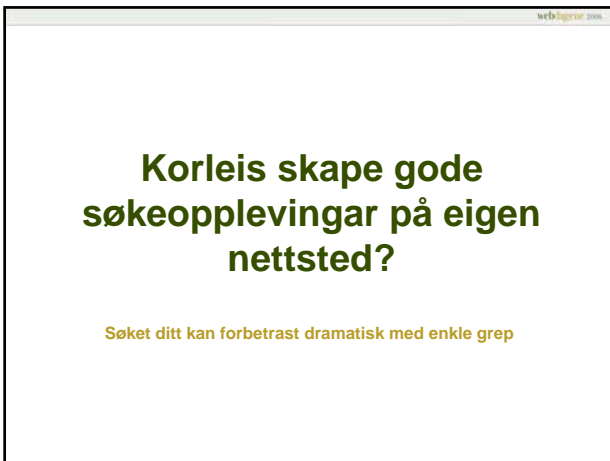 webdagene 2006
Korleis skape gode
søkeopplevingar på eigen
nettsted?
Søket ditt kan forbetrast dramatisk med enkle grep